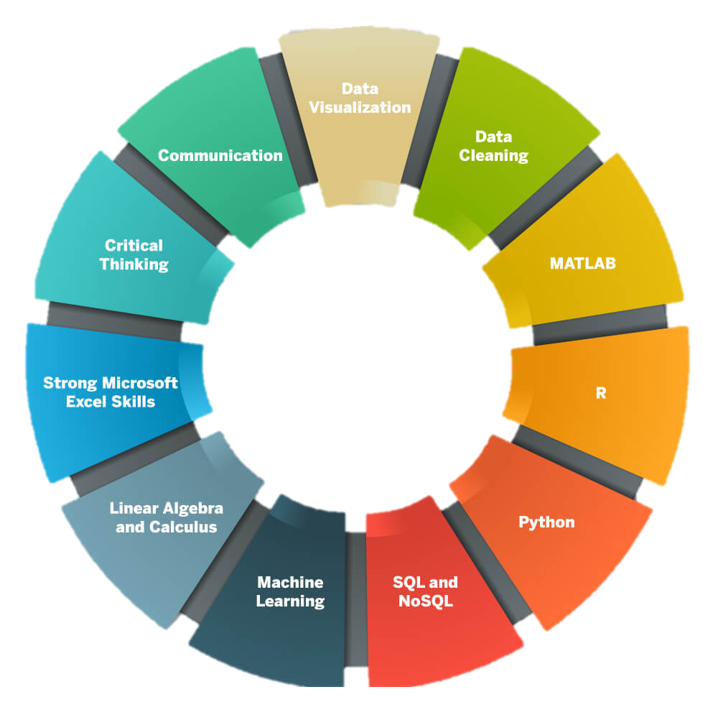 Data
Visualization
Data
Cleaning
MATLAB
R
Python
SQL and
NoSQL
Machine
Learning
Linear Algebra
and Calculus
Strong Microsoft
Excel Skills
Critical
Thinking
Communication